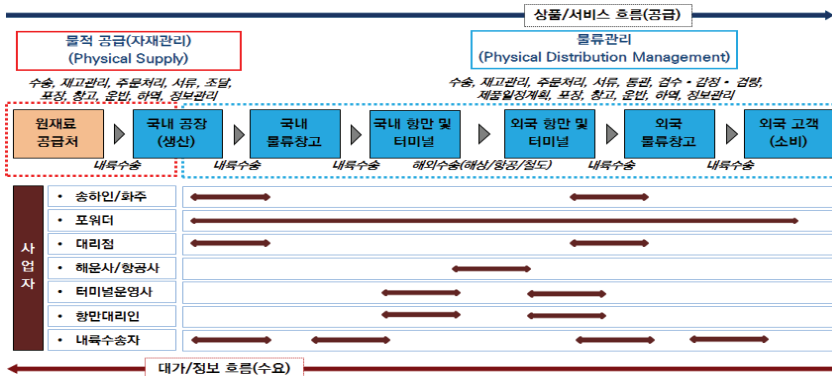 상품/서비스 흐름(공급)
물적 공급(자재관리)
(Physical Supply)
물류관리
(Physical Distribution Management)
수송, 재고관리, 주문처리, 서류, 조달,
포장, 창고, 운반, 하역, 정보관리
수송, 재고관리, 주문처리, 서류, 통관, 검수・감정・검량,
제품일정계획, 포장, 창고, 운반, 하역, 정보관리
원재료
공급처
국내 공장
(생산)
국내
물류창고
국내 항만 및
터미널
외국 항만 및
터미널
외국
물류창고
외국 고객
(소비)
내륙수송
내륙수송
내륙수송
해외수송(해상/항공/철도)
내륙수송
내륙수송
사업자
• 송하인/화주
• 포워더
• 대리점
• 해운사/항공사
• 터미널운영사
• 항만대리인
• 내륙수송자
대가/정보 흐름(수요)